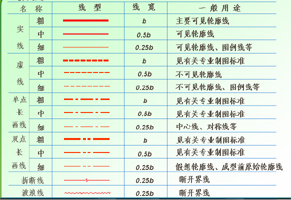 名 称 线 型 线 宽 一 般 用 途
实 线 粗 b 主要可见轮廓线
中 0.5b 可见轮廓线
细 0.25b 可见轮廓线、图例线等
虚 线 粗 b 见有关专业制图标准
中 0.5b 不可见轮廓线
细 0.25b 不可见轮廓线、图例线等
单点长画线 粗 b 见有关专业制图标准
中 0.5b 见有关专业制图标准
细 0.25b 中心线、对称线等
双点长画线 粗 b 见有关专业制图标准
中 0.5b 见有关专业制图标准
细 0.25b 假想轮廓线、成型前原始轮廓线
折断线 0.25b 断开界线
波浪线 0.25b 断开界线